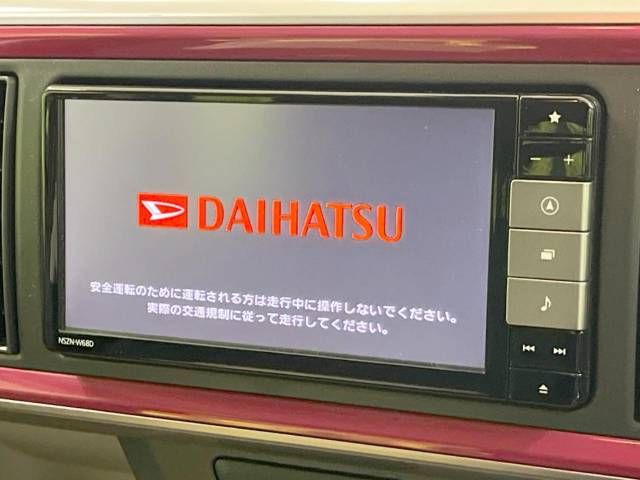 DAIHATSU
安全運転のために運転される方は走行中に操作しないでください。
実際の交通規制に従って走行してください。
NSZN-W68D